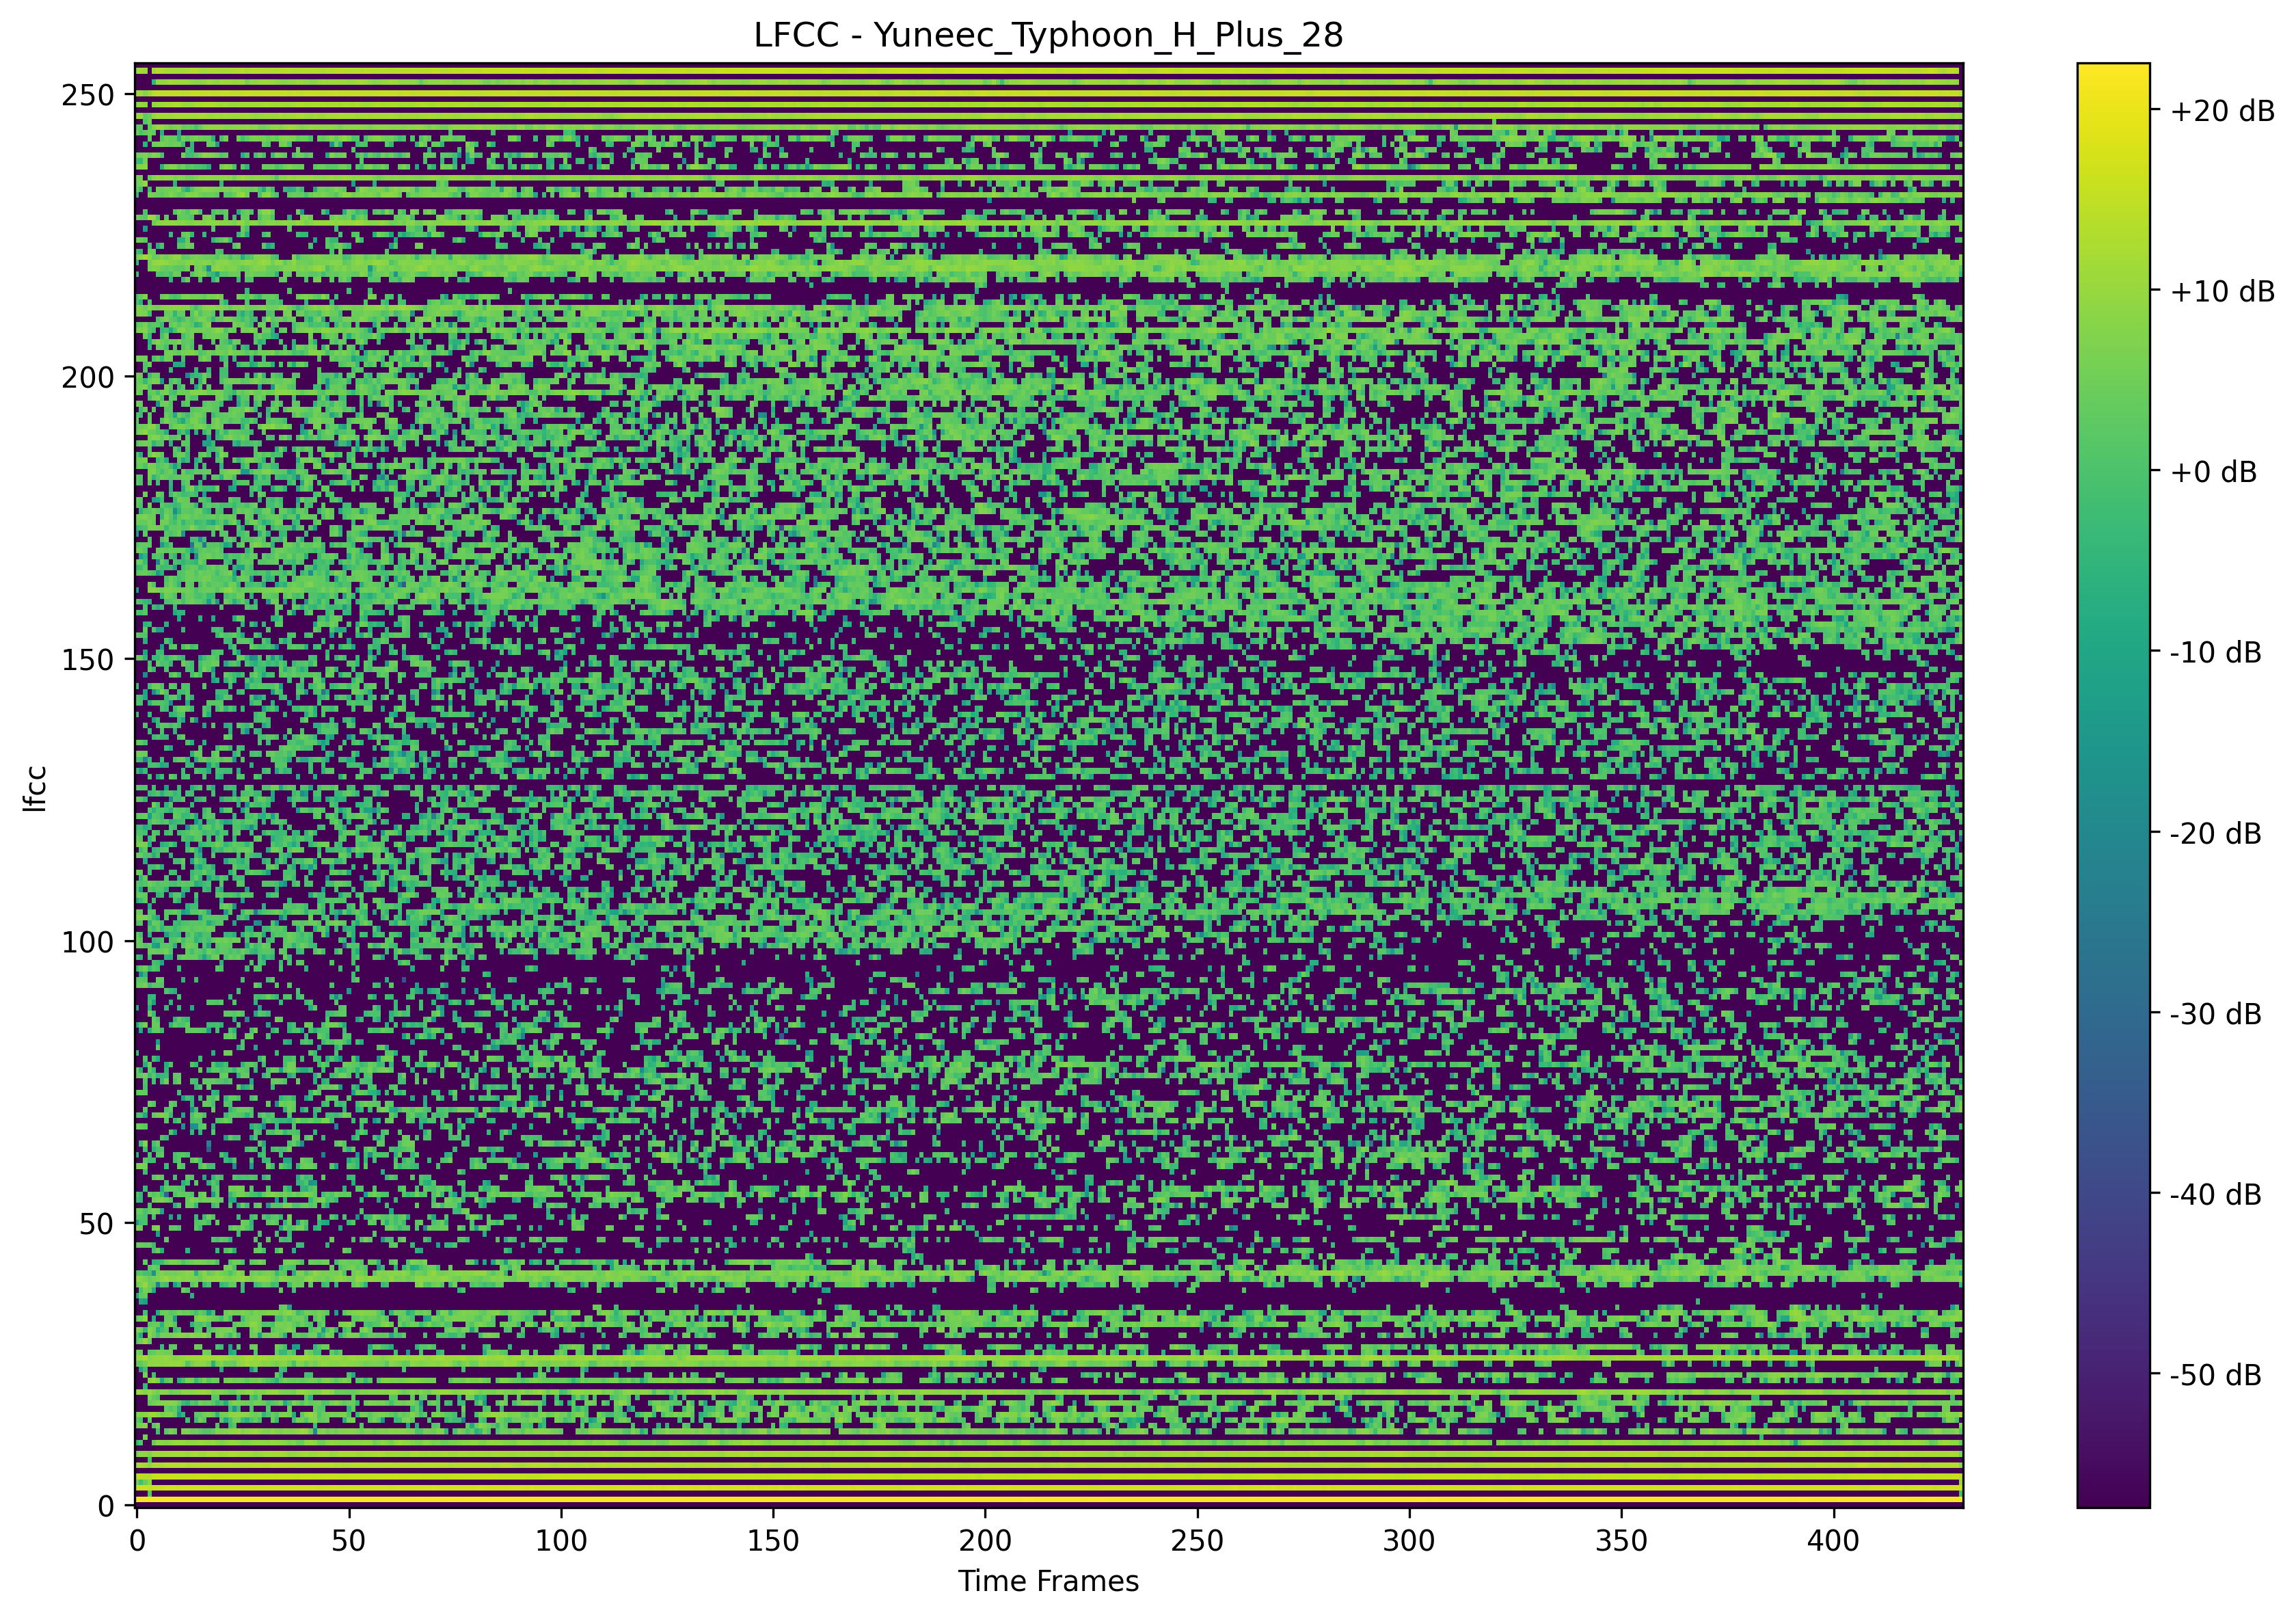 LFCC - Yuneec_Typhoon_H_Plus_28
250
200
150
100
50
0
lfcc
0 50 100 150 200 250 300 350 400
Time Frames
+20 dB
+10 dB
+0 dB
-10 dB
-20 dB
-30 dB
-40 dB
-50 dB